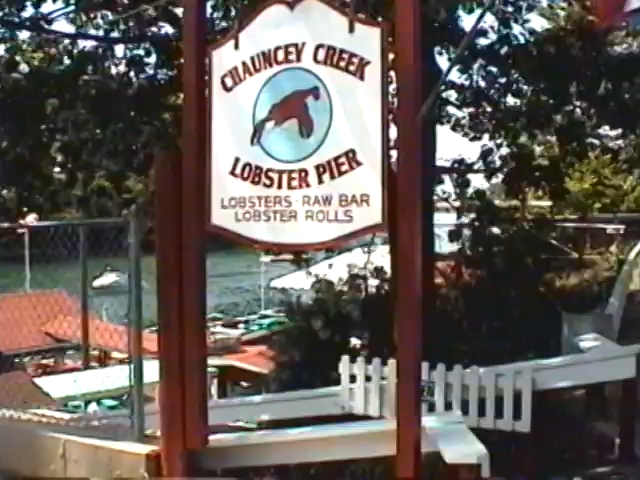 CHAUNCEY CREEK
LOBSTER PIER
LOBSTERS · RAW BAR
LOBSTER ROLLS